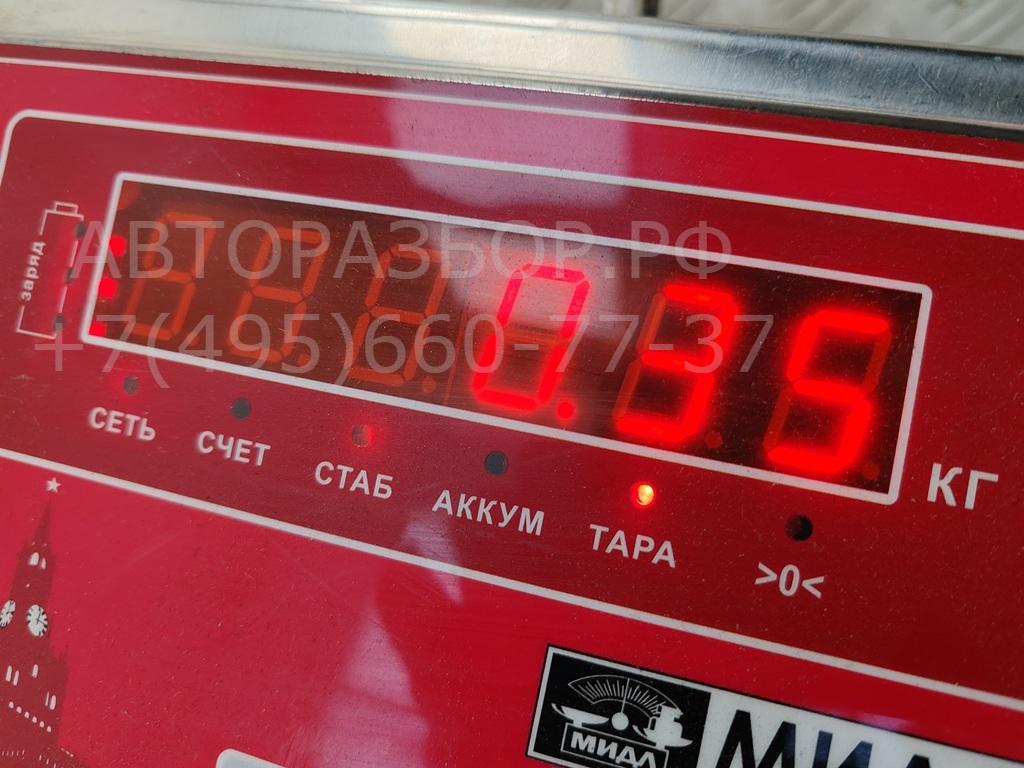 АВТОРАЗБОР.РФ
+7(495)660-77-37
заряд
0.35
КГ
СЕТЬ СЧЕТ СТАБ АККУМ ТАРА >0<
МИДЛ